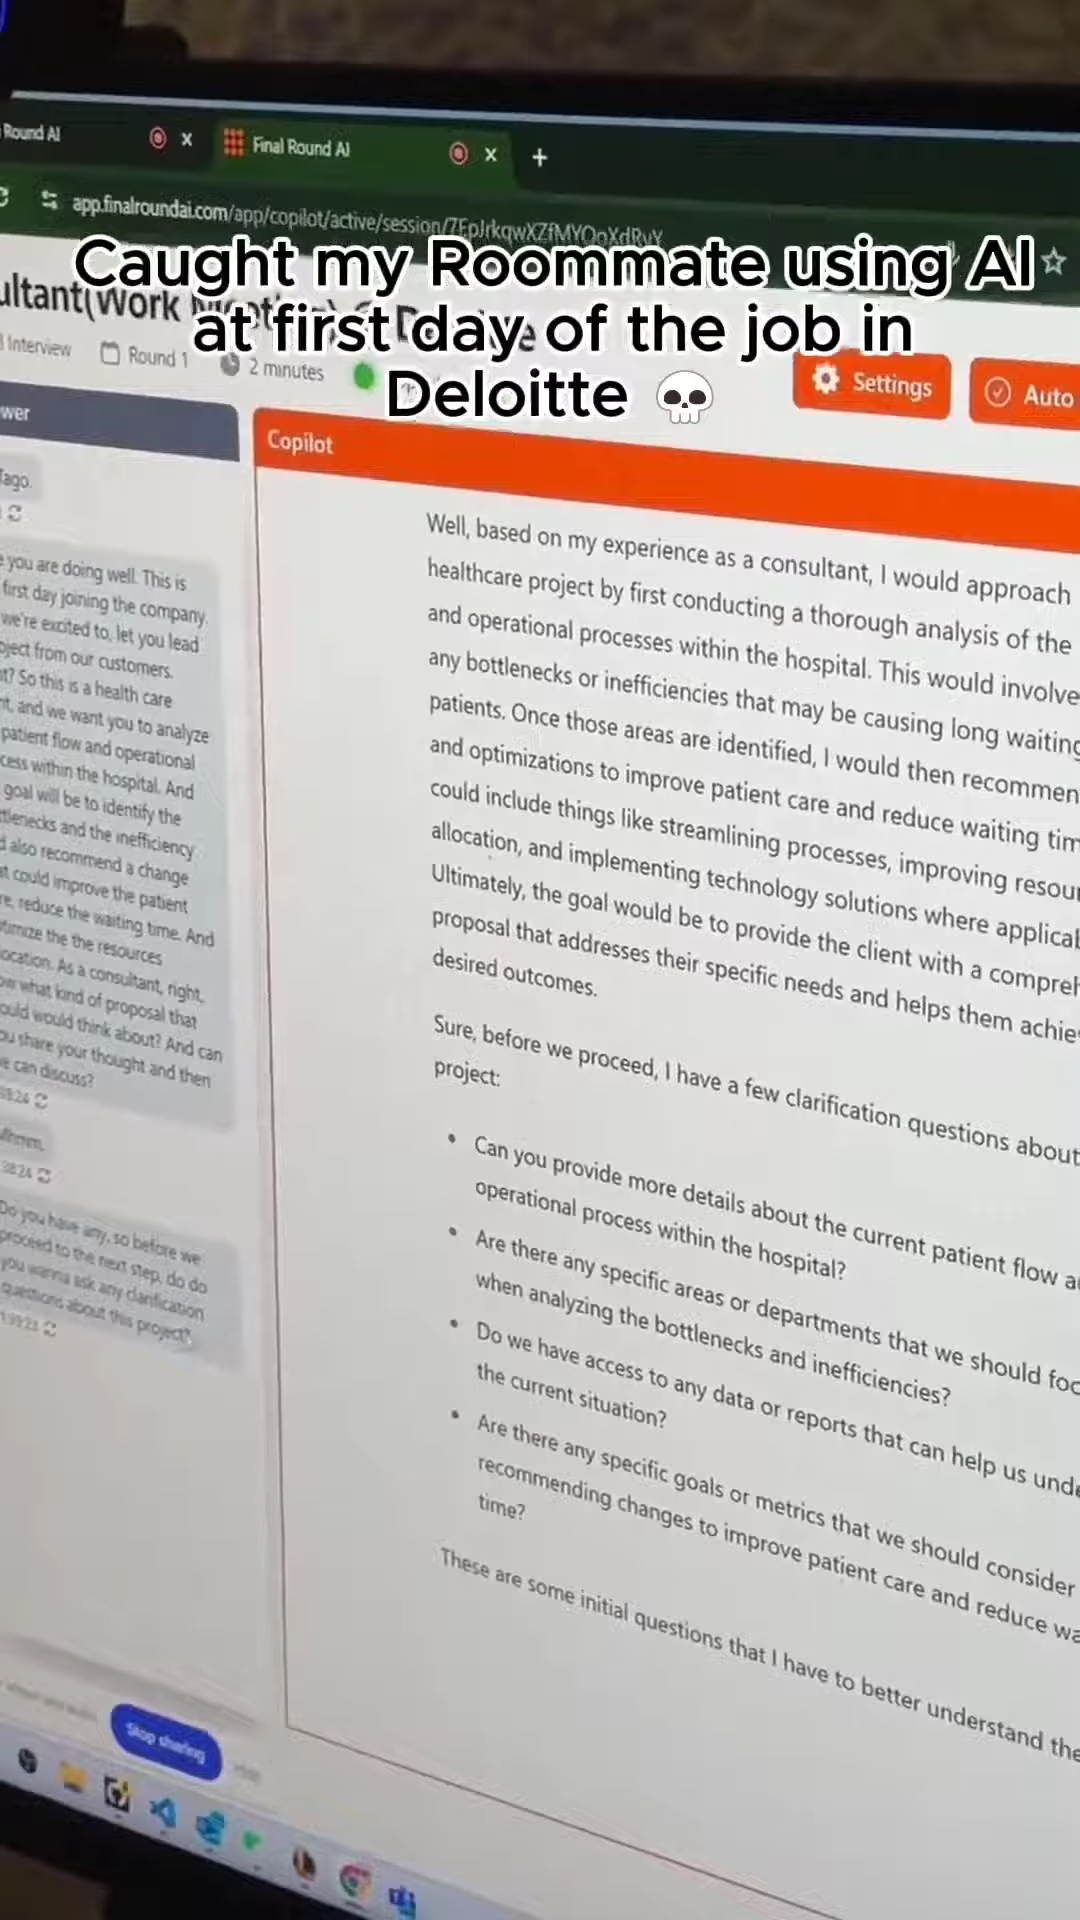 Round AI
Final Round AI
app.finalroundai.com/app/copilot/active/session/
Caught my Roommate using AI
at first day of the job in
Deloitte 💀
(Work
Interview
Round 1
2 minutes
Settings
Auto
Copilot
you are doing well. This is
first day joining the company.
we're excited to, let you lead
from our customers.
So this is a health care
and we want you to analyze
patient flow and operational
within the hospital. And
goal will be to identify the
and the inefficiency
also recommend a change
could improve the patient
reduce the waiting time. And
the the resources
As a consultant, right,
what kind of proposal that
would think about? And can
share your thought and then
can discuss?
Do you have any, so before we
proceed to the next step, do do
you wanna ask any clarification
questions about this project?
Well, based on my experience as a consultant, I would approach
healthcare project by first conducting a thorough analysis of the
and operational processes within the hospital. This would involve
any bottlenecks or inefficiencies that may be causing long waiting
patients. Once those areas are identified, I would then recommen
and optimizations to improve patient care and reduce waiting tim
could include things like streamlining processes, improving resour
allocation, and implementing technology solutions where applicab
Ultimately, the goal would be to provide the client with a compreh
proposal that addresses their specific needs and helps them achie
desired outcomes.
Sure, before we proceed, I have a few clarification questions about
project:
• Can you provide more details about the current patient flow a
operational process within the hospital?
• Are there any specific areas or departments that we should foc
when analyzing the bottlenecks and inefficiencies?
• Do we have access to any data or reports that can help us unde
the current situation?
• Are there any specific goals or metrics that we should consider
recommending changes to improve patient care and reduce wa
time?
These are some initial questions that I have to better understand the
Stop sharing